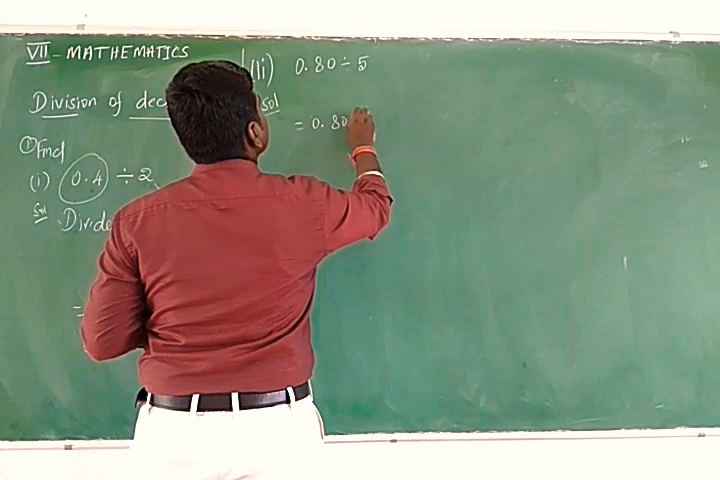 VII - MATHEMATICS
Division of dec
① Find
(i) 0.4 ÷ 2
Sol Divide
=
(ii) 0.80 ÷ 5
Sol
= 0.80